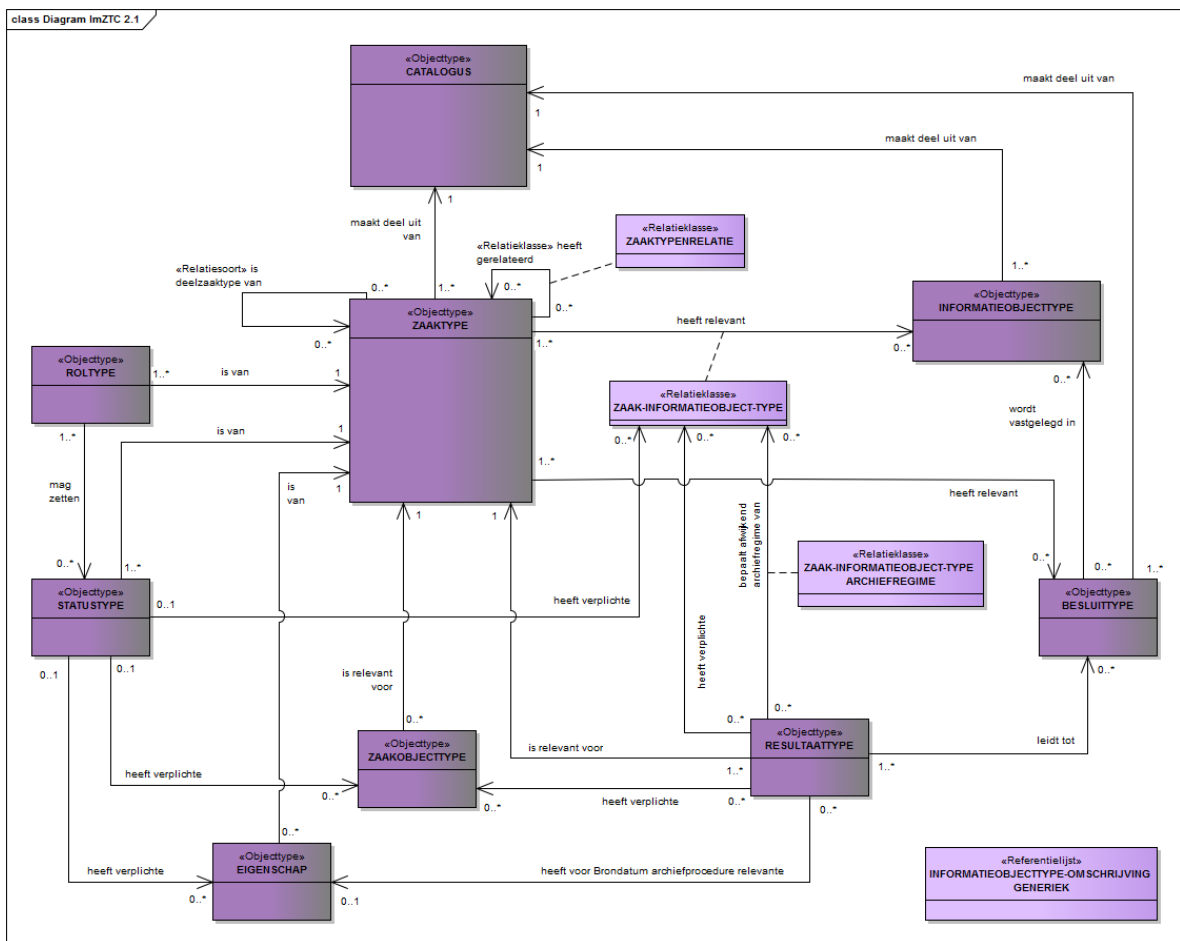 class Diagram ImZTC 2.1
«Objecttype»
CATALOGUS
maakt deel uit van
1
maakt deel uit van
1
1
maakt deel uit
van
«Relatieklasse»
ZAAKTYPENRELATIE
«Relatieklasse» heeft
gerelateerd
«Relatiesoort» is
deelzaaktype van
0..*
1..*
0..*
0..*
0..*
1..*
«Objecttype»
ZAAKTYPE
«Objecttype»
INFORMATIEOBJECTTYPE
heeft relevant
1..*
0..*
«Objecttype»
ROLTYPE
1..*
is van
1
0..*
«Relatieklasse»
ZAAK-INFORMATIEOBJECT-TYPE
wordt
vastgelegd in
1..*
is van
1
0..*
0..*
0..*
1..*
is
van
1
mag
zetten
heeft relevant
1
1
bepaalt afwijkend
archiefregime van
«Relatieklasse»
ZAAK-INFORMATIEOBJECT-TYPE
ARCHIEFREGIME
0..*
1..*
0..*
0..*
1..*
«Objecttype»
STATUSTYPE
0..1
heeft verplichte
«Objecttype»
BESLUITTYPE
heeft verplichte
0..1
0..1
0..*
is relevant
voor
0..*
0..*
0..*
«Objecttype»
ZAAKOBJECTTYPE
«Objecttype»
RESULTAATTYPE
is relevant voor
leidt tot
1..*
1..*
heeft verplichte
0..*
0..*
heeft verplichte
0..*
0..*
0..*
«Objecttype»
EIGENSCHAP
heeft verplichte
0..*
heeft voor Brondatum archiefprocedure relevante
0..1
«Referentielijst»
INFORMATIEOBJECTTYPE-OMSCHRIJVING
GENERIEK